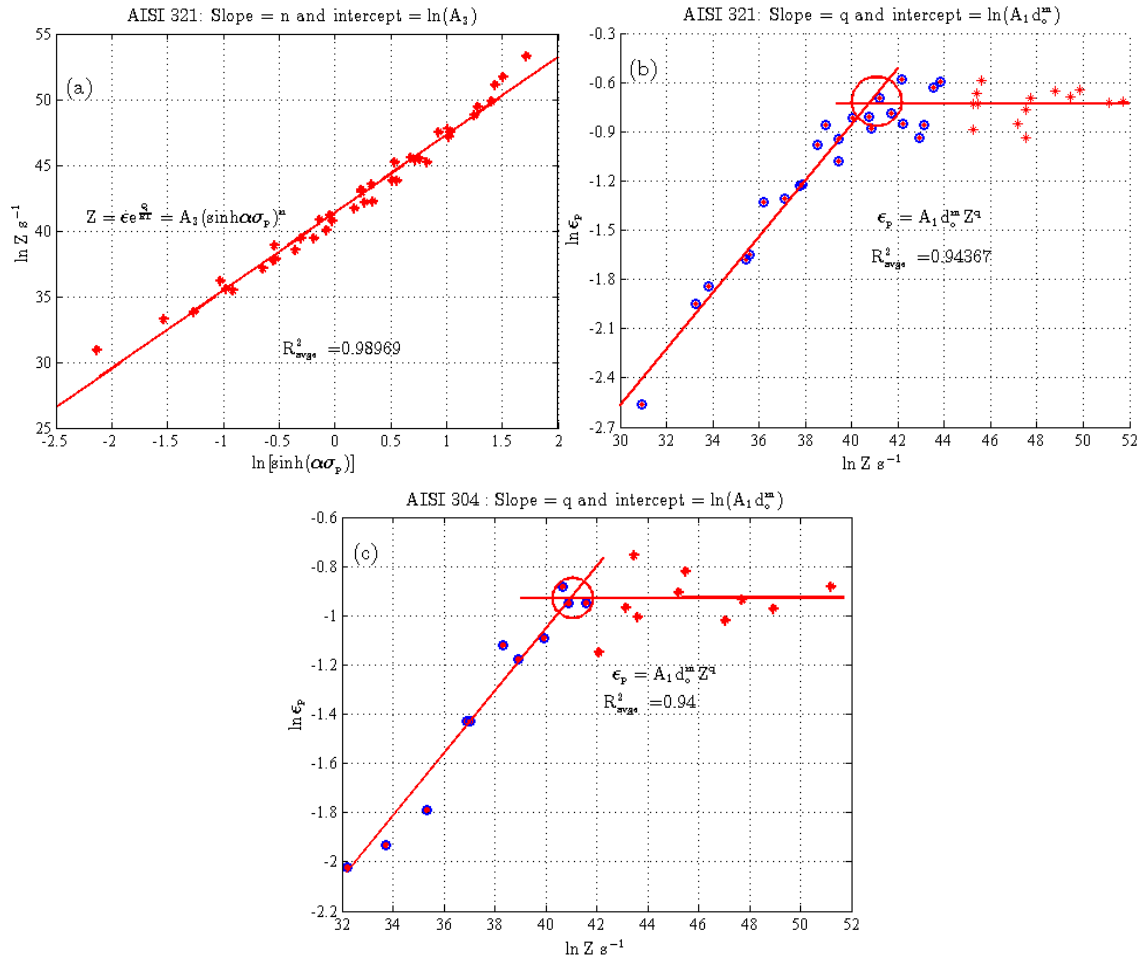 AISI 321: Slope = n and intercept = ln(A₃)
55
50
45
40
35
30
25
ln Z s⁻¹
(a)
Z = ϵ̇e^(Q/RT) = A₃(sinhασₚ)ⁿ
R²avge =0.98969
-2.5 -2 -1.5 -1 -0.5 0 0.5 1 1.5 2
ln[sinh(ασₚ)]
AISI 321: Slope = q and intercept = ln(A₁dₒᵐ)
-0.3
-0.6
-0.9
-1.2
-1.5
-1.8
-2.1
-2.4
-2.7
ln ϵₚ
(b)
ϵₚ = A₁dₒᵐZ^q
R²avge =0.94367
30 32 34 36 38 40 42 44 46 48 50 52
ln Z s⁻¹
AISI 304 : Slope = q and intercept = ln(A₁dₒᵐ)
-0.6
-0.8
-1
-1.2
-1.4
-1.6
-1.8
-2
-2.2
ln ϵₚ
(c)
ϵₚ = A₁dₒᵐZ^q
R²avge =0.94
32 34 36 38 40 42 44 46 48 50 52
ln Z s⁻¹